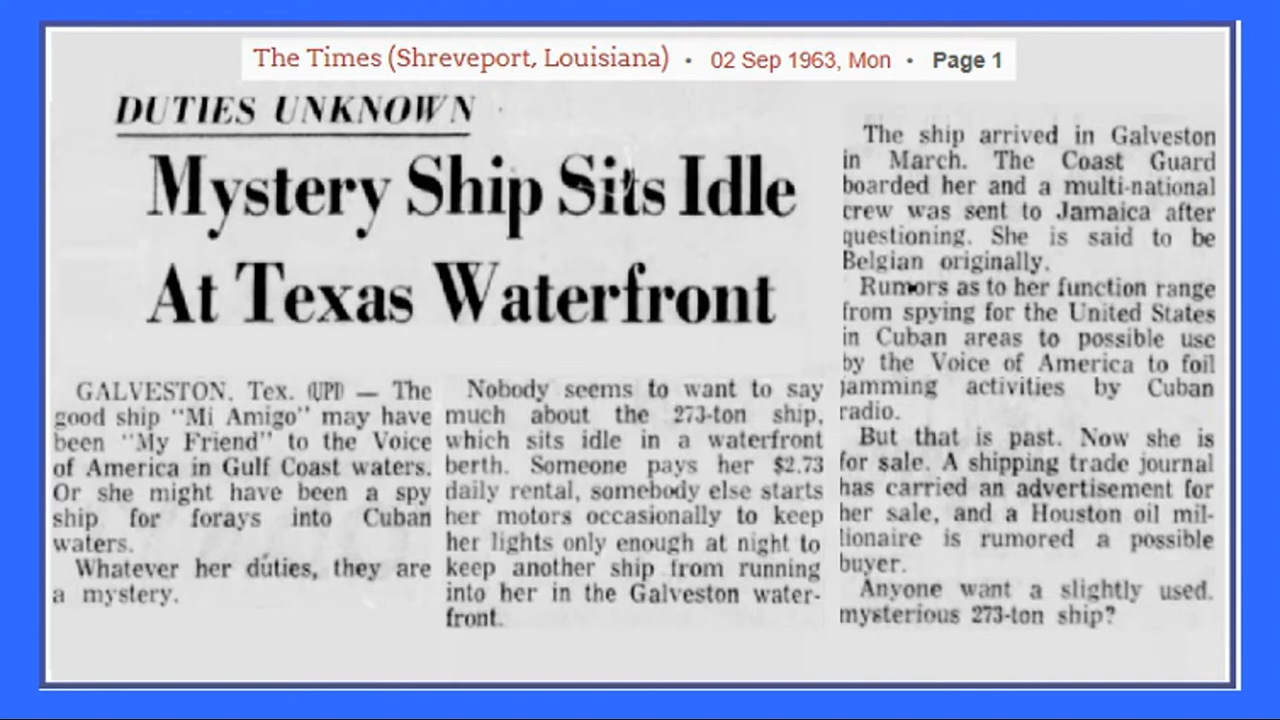 The Times (Shreveport, Louisiana) • 02 Sep 1963, Mon • Page 1
DUTIES UNKNOWN
Mystery Ship Sits Idle
At Texas Waterfront
GALVESTON, Tex. (UPI) — The
good ship "Mi Amigo" may have
been "My Friend" to the Voice
of America in Gulf Coast waters.
Or she might have been a spy
ship for forays into Cuban
waters.
Whatever her duties, they are
a mystery.
Nobody seems to want to say
much about the 273-ton ship,
which sits idle in a waterfront
berth. Someone pays her $2.73
daily rental, somebody else starts
her motors occasionally to keep
her lights only enough at night to
keep another ship from running
into her in the Galveston water-
front.
The ship arrived in Galveston
in March. The Coast Guard
boarded her and a multi-national
crew was sent to Jamaica after
questioning. She is said to be
Belgian originally.
Rumors as to her function range
from spying for the United States
in Cuban areas to possible use
by the Voice of America to foil
jamming activities by Cuban
radio.
But that is past. Now she is
for sale. A shipping trade journal
has carried an advertisement for
her sale, and a Houston oil mil-
lionaire is rumored a possible
buyer.
Anyone want a slightly used,
mysterious 273-ton ship?